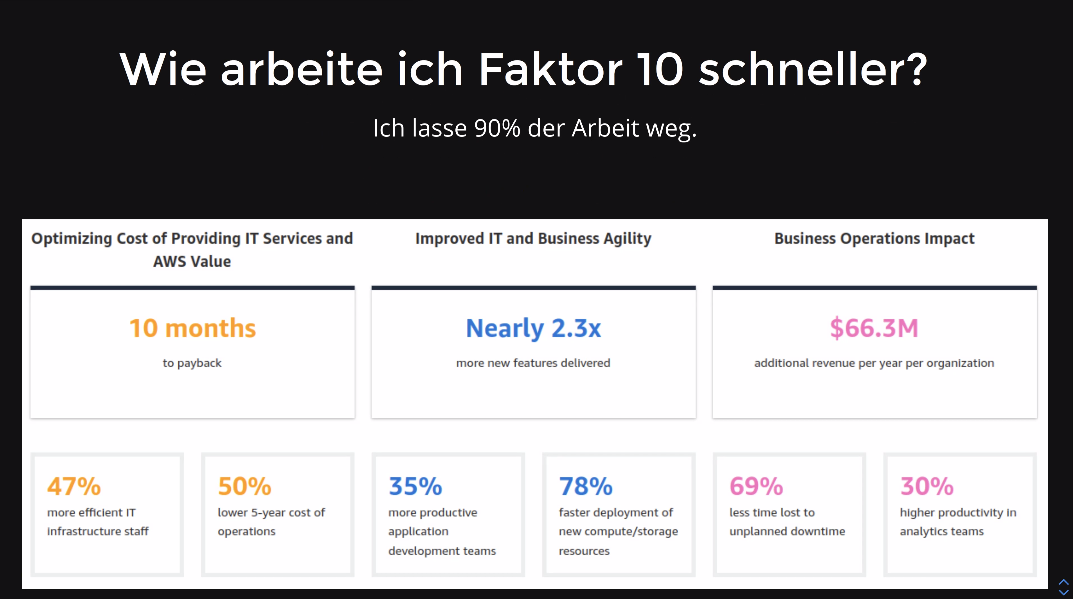 Wie arbeite ich Faktor 10 schneller?
Ich lasse 90% der Arbeit weg.
Optimizing Cost of Providing IT Services and
AWS Value
10 months
to payback
Improved IT and Business Agility
Nearly 2.3x
more new features delivered
Business Operations Impact
$66.3M
additional revenue per year per organization
47%
more efficient IT
infrastructure staff
50%
lower 5-year cost of
operations
35%
more productive
application
development teams
78%
faster deployment of
new compute/storage
resources
69%
less time lost to
unplanned downtime
30%
higher productivity in
analytics teams